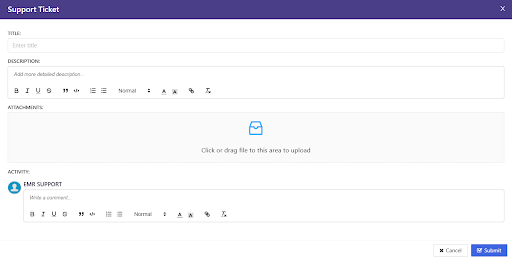 Support Ticket X
TITLE:
Enter title
DESCRIPTION:
Add more detailed description...
B I U S ” </> Normal A A Tx
ATTACHMENTS:
Click or drag file to this area to upload
ACTIVITY:
EMR SUPPORT
Write a comment...
B I U S ” </> Normal A A Tx
Cancel Submit